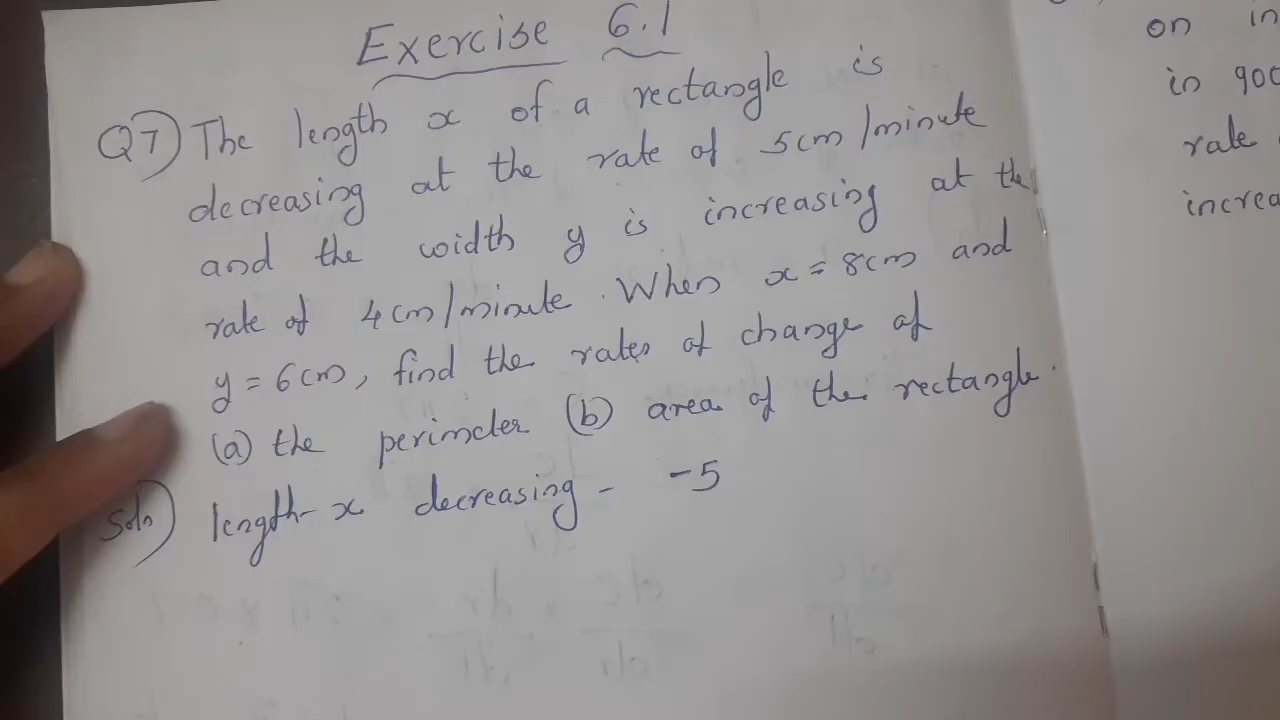 Exercise 6.1
Q7) The length x of a rectangle is
decreasing at the rate of 5cm/minute
and the width y is increasing at the
rate of 4cm/minute. When x = 8cm and
y = 6cm, find the rates of change of
(a) the perimeter (b) area of the rectangle.
Soln) length - x decreasing - -5
on in
in
rate